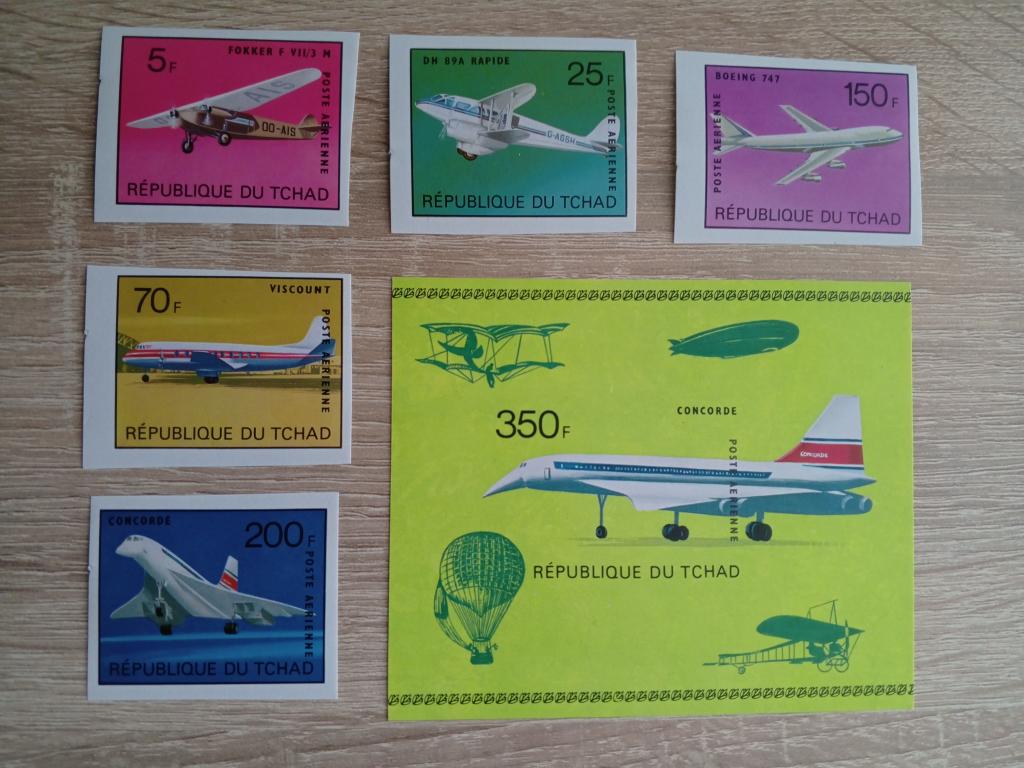 5F
FOKKER F VII/3 M
AIS
OO-AIS
POSTE AERIENNE
RÉPUBLIQUE DU TCHAD
DH 89A RAPIDE
25F
G-AGSH
POSTE AERIENNE
RÉPUBLIQUE DU TCHAD
BOEING 747
150F
POSTE AERIENNE
RÉPUBLIQUE DU TCHAD
70F
VISCOUNT
POSTE AERIENNE
RÉPUBLIQUE DU TCHAD
CONCORDE
200F
POSTE AERIENNE
RÉPUBLIQUE DU TCHAD
350F
CONCORDE
CONCORDE
POSTE AERIENNE
RÉPUBLIQUE DU TCHAD